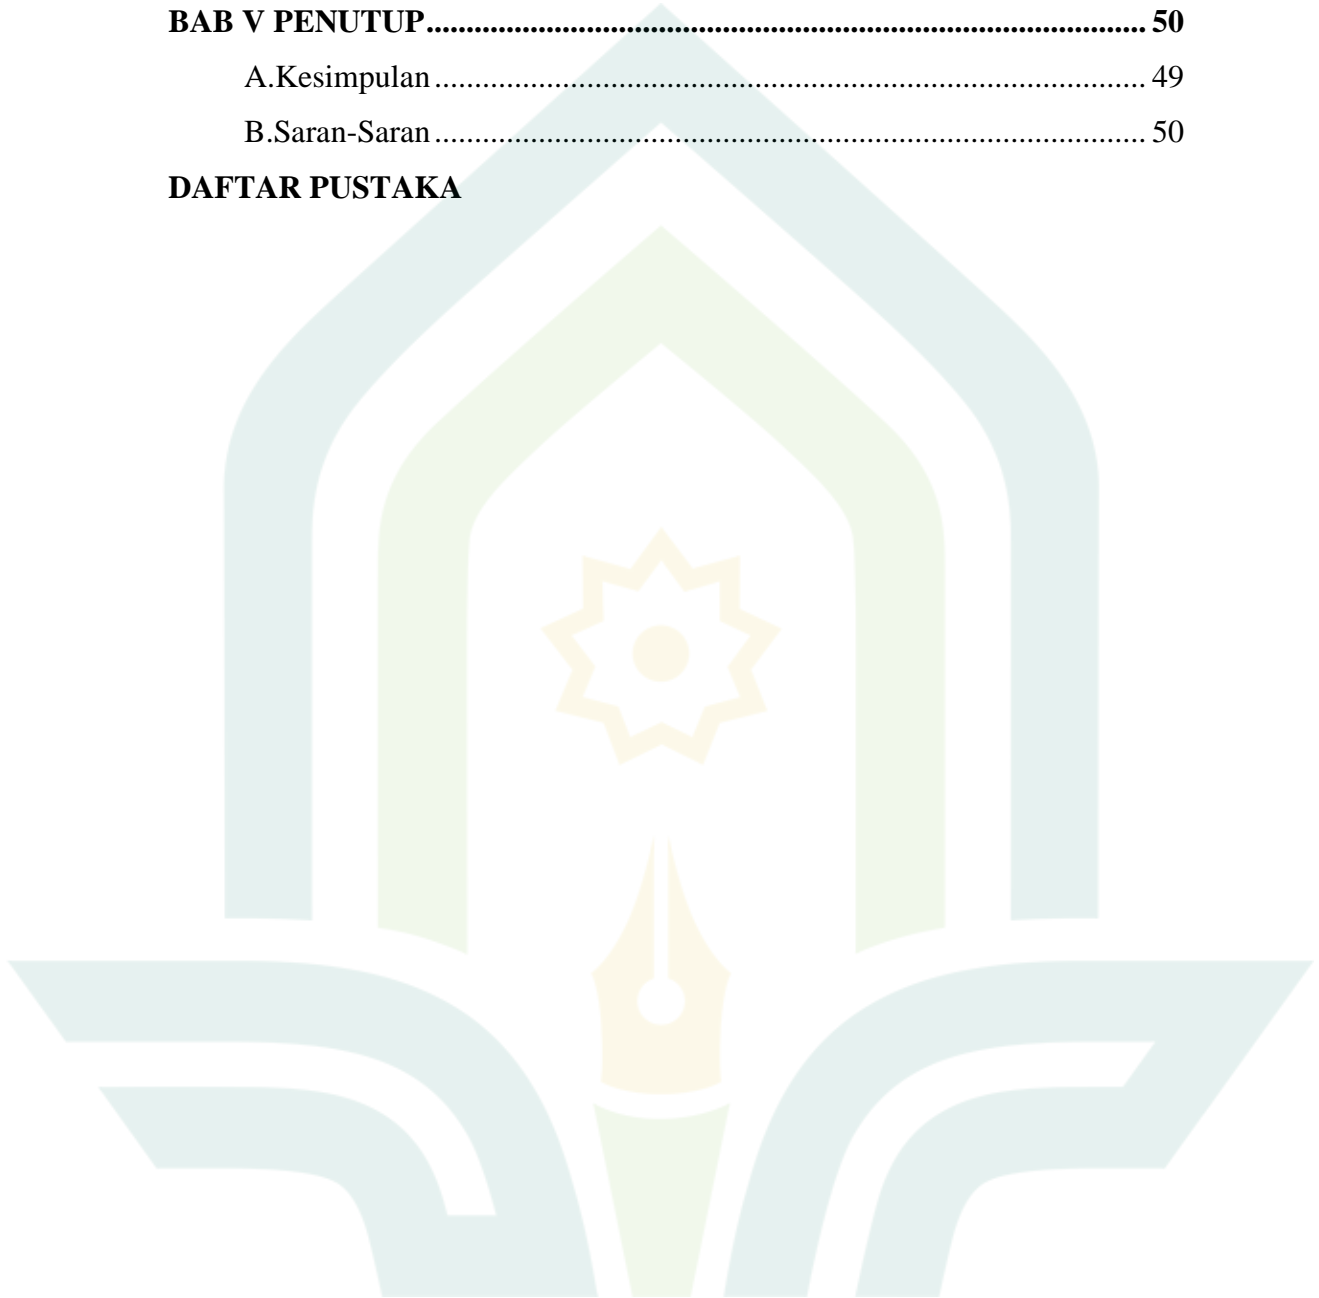 BAB V PENUTUP.......................................................................................... 50
A.Kesimpulan.......................................................................................... 49
B.Saran-Saran.......................................................................................... 50
DAFTAR PUSTAKA